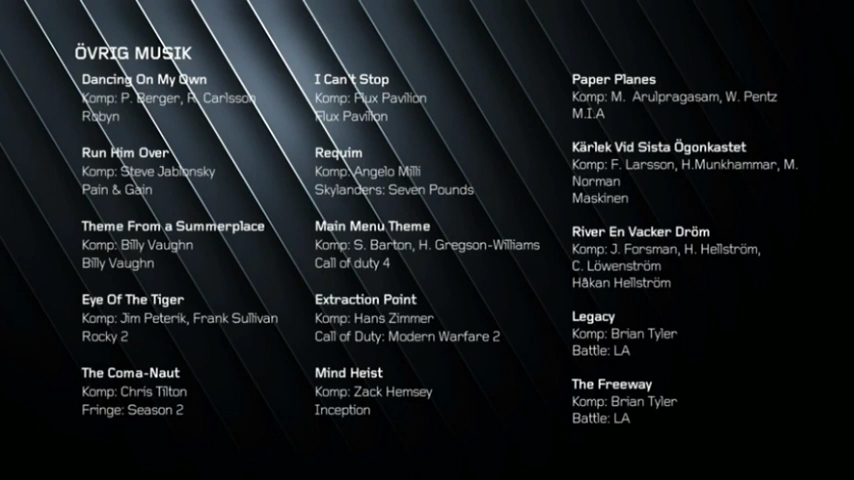 ÖVRIG MUSIK
Dancing On My Own
Komp: P. Berger, R. Carlsson
Robyn
Run Him Over
Komp: Steve Jablonsky
Pain & Gain
Theme From a Summerplace
Komp: Billy Vaughn
Billy Vaughn
Eye Of The Tiger
Komp: Jim Peterik, Frank Sullivan
Rocky 2
The Coma-Naut
Komp: Chris Tilton
Fringe: Season 2
I Can't Stop
Komp: Flux Pavilion
Flux Pavilion
Requim
Komp: Angelo Milli
Skylanders: Seven Pounds
Main Menu Theme
Komp: S. Barton, H. Gregson-Williams
Call of duty 4
Extraction Point
Komp: Hans Zimmer
Call of Duty: Modern Warfare 2
Mind Heist
Komp: Zack Hemsey
Inception
Paper Planes
Komp: M. Arulpragasam, W. Pentz
M.I.A
Kärlek Vid Sista Ögonkastet
Komp: F. Larsson, H.Munkhammar, M.
Norman
Maskinen
River En Vacker Dröm
Komp: J. Forsman, H. Hellström,
C. Löwenström
Håkan Hellström
Legacy
Komp: Brian Tyler
Battle: LA
The Freeway
Komp: Brian Tyler
Battle: LA